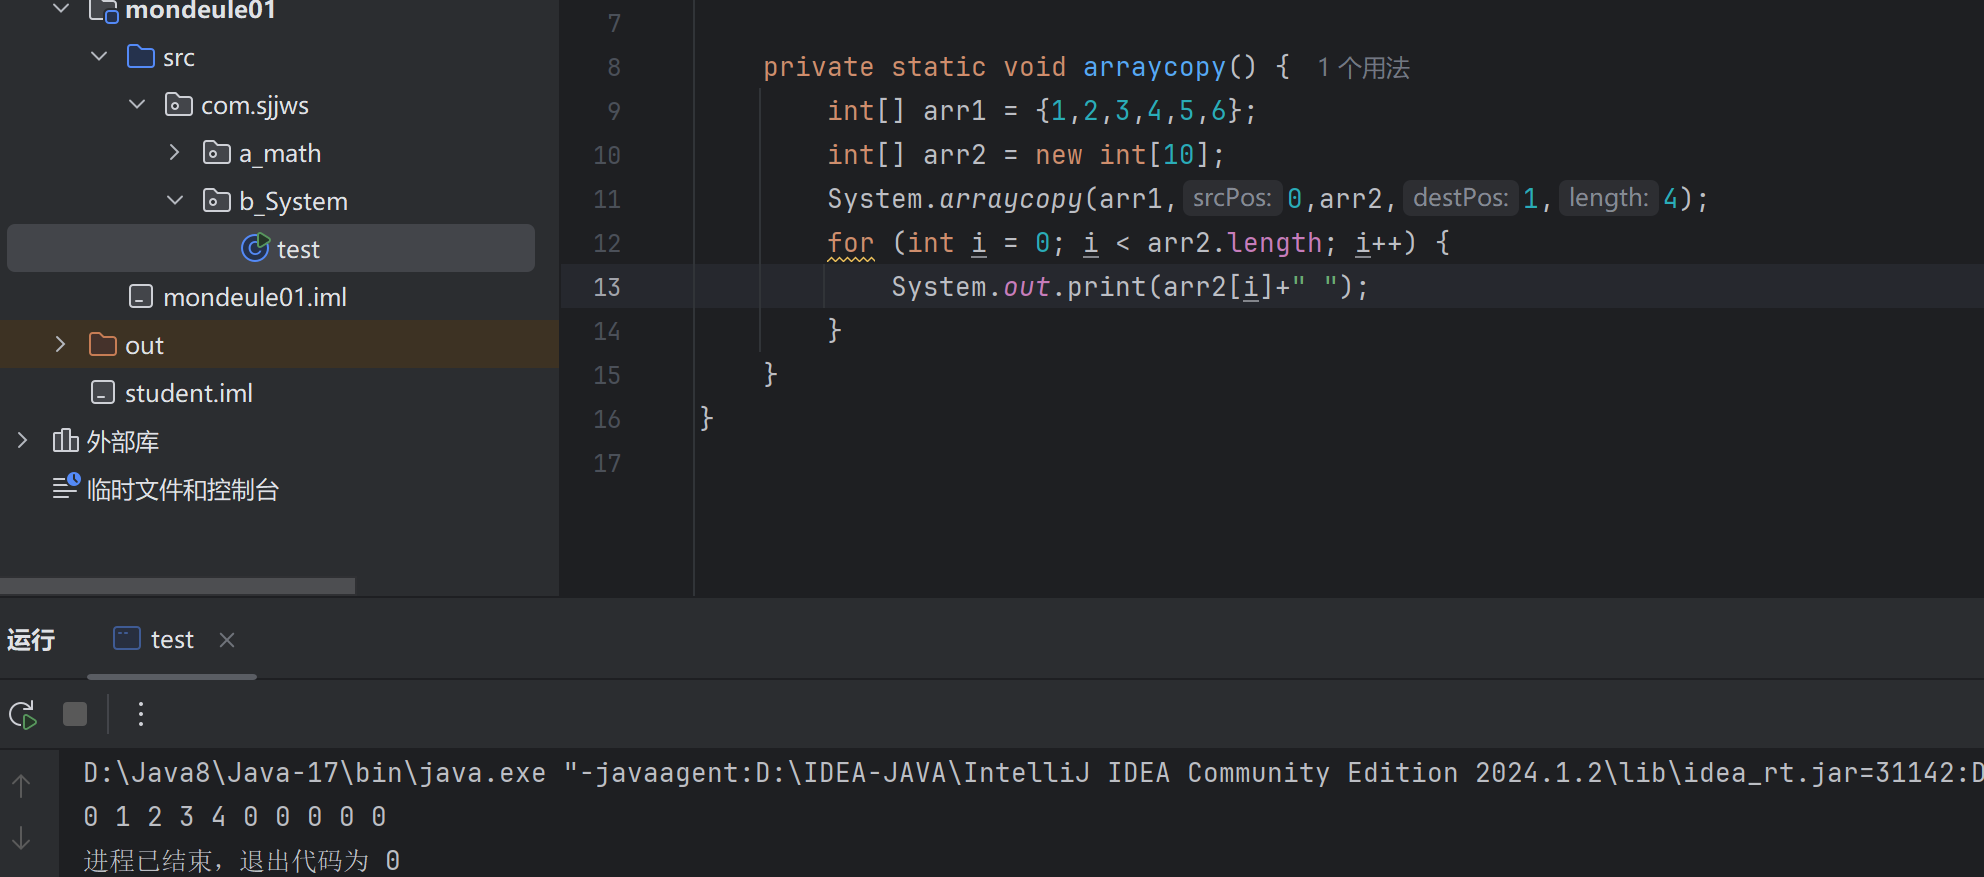 mondeule01
src
com.sjjws
a_math
b_System
test
mondeule01.iml
out
student.iml
外部库
临时文件和控制台
7
8 private static void arraycopy() { 1 个用法
9 int[] arr1 = {1,2,3,4,5,6};
10 int[] arr2 = new int[10];
11 System.arraycopy(arr1, srcPos: 0,arr2, destPos: 1, length: 4);
12 for (int i = 0; i < arr2.length; i++) {
13 System.out.print(arr2[i]+" ");
14 }
15 }
16 }
17
运行 test
D:\Java8\Java-17\bin\java.exe "-javaagent:D:\IDEA-JAVA\IntelliJ IDEA Community Edition 2024.1.2\lib\idea_rt.jar=31142:D
0 1 2 3 4 0 0 0 0 0
进程已结束，退出代码为 0